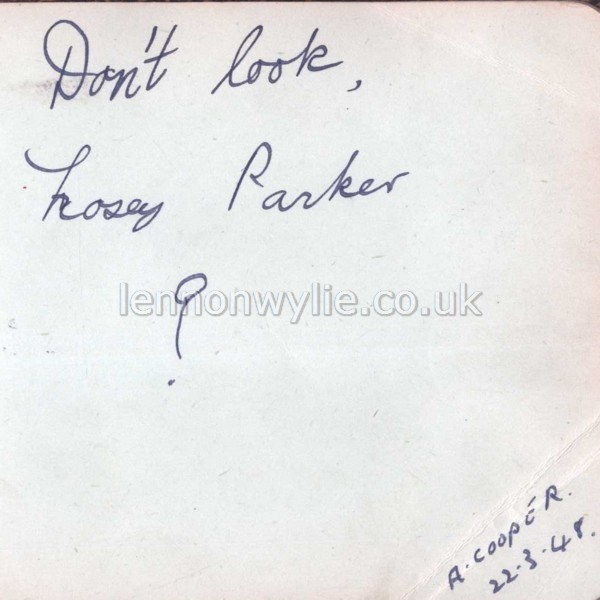 Don't look,
Nosey Parker
?
lennonwylie.co.uk
A. COOPER.
22.3.48.